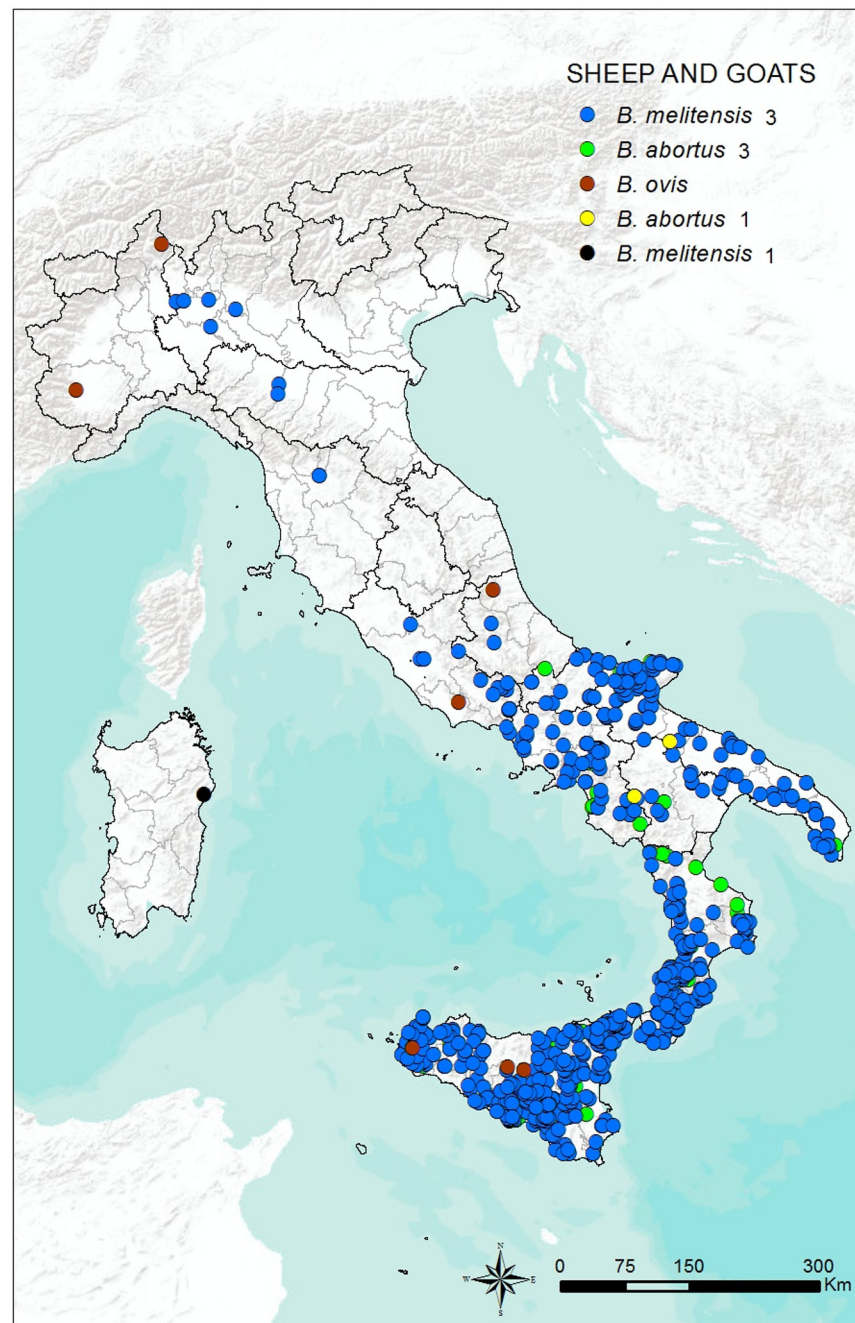 SHEEP AND GOATS
B. melitensis 3
B. abortus 3
B. ovis
B. abortus 1
B. melitensis 1
N
W E
S
0 75 150 300
Km